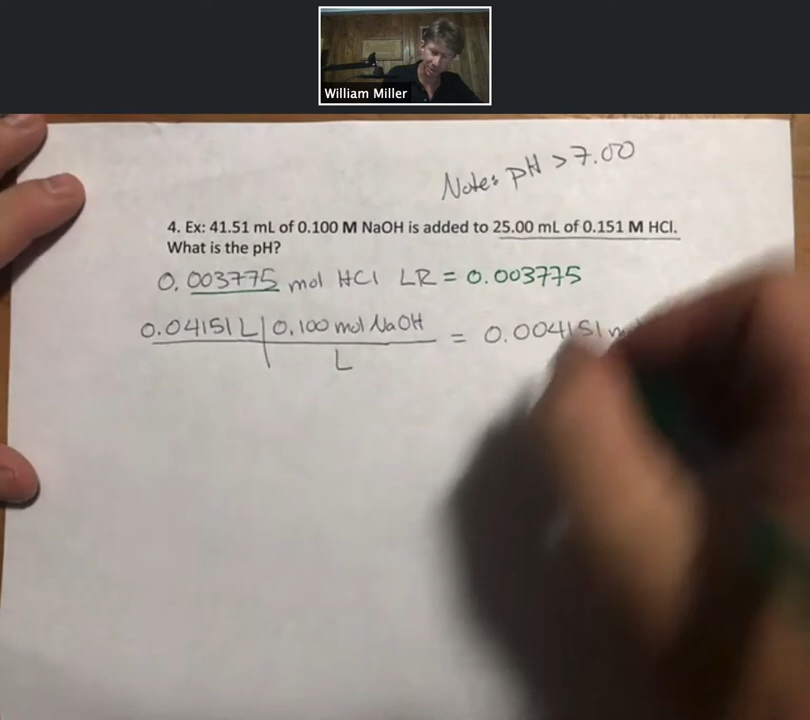 William Miller
Note: pH > 7.00
4. Ex: 41.51 mL of 0.100 M NaOH is added to 25.00 mL of 0.151 M HCl.
What is the pH?
0.003775 mol HCl LR = 0.003775
0.04151 L | 0.100 mol NaOH = 0.004151 m
L